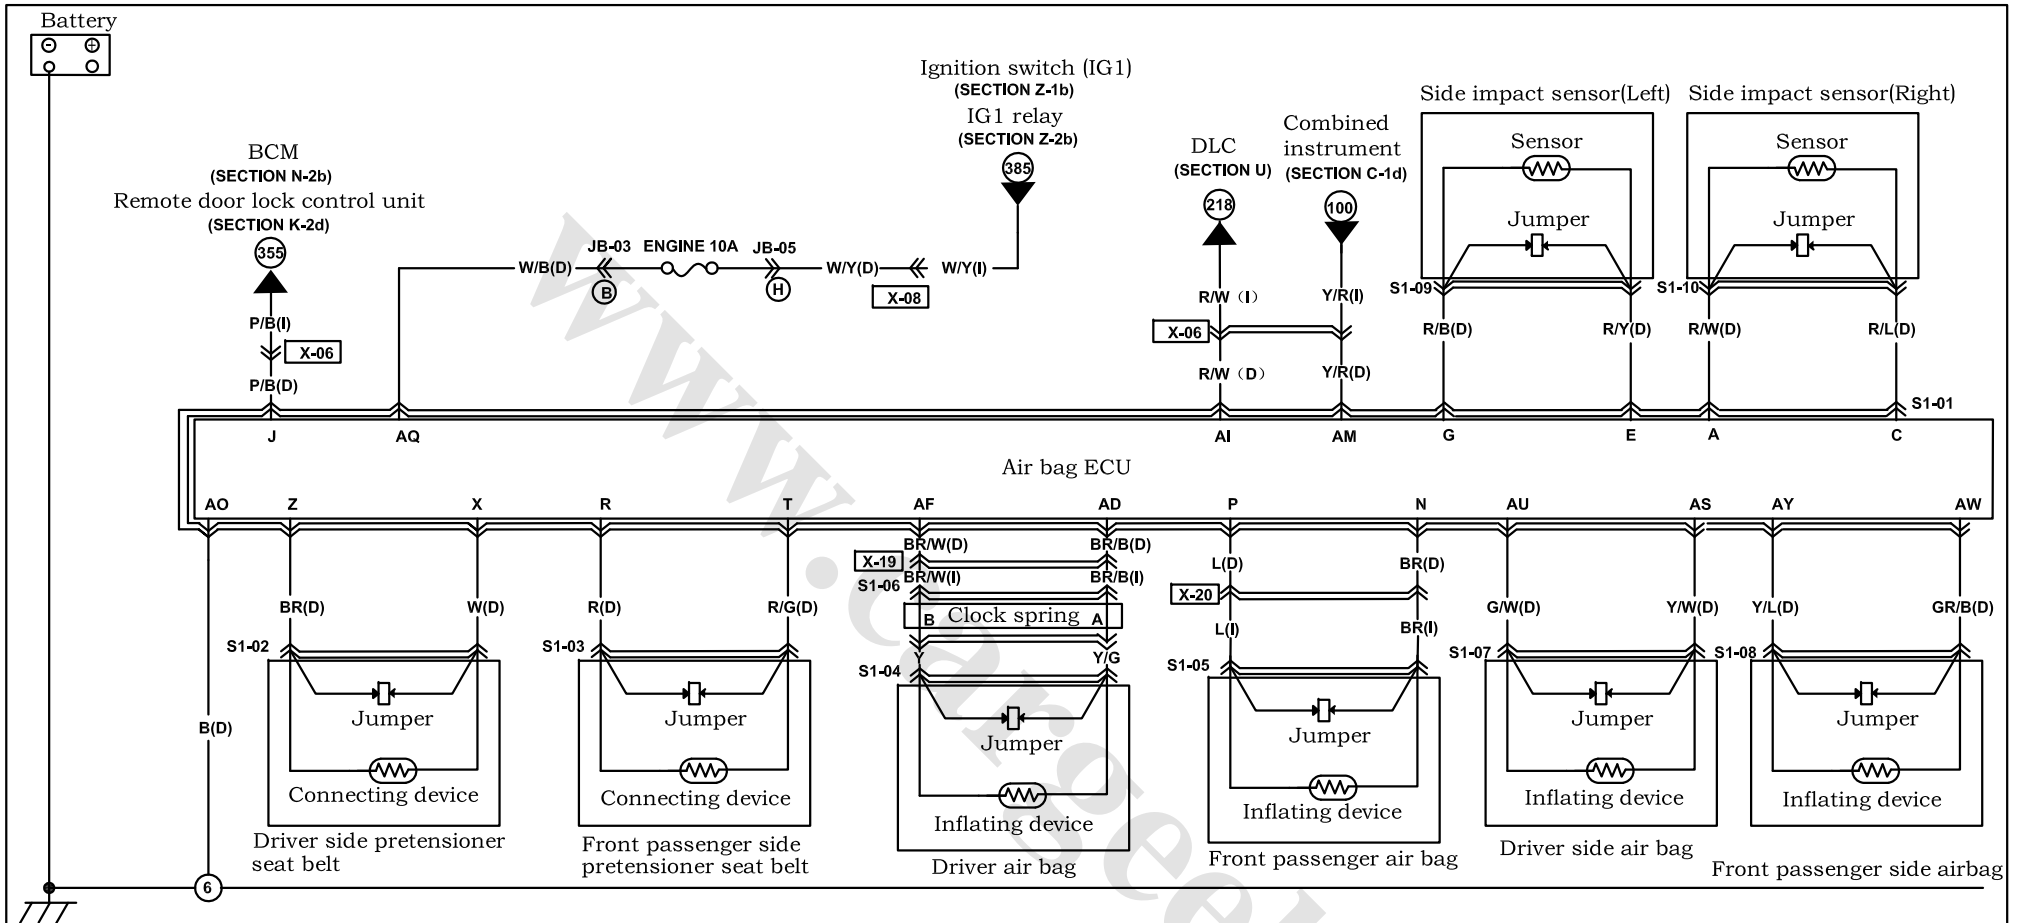 Battery
Ignition switch (IG1)
(SECTION Z-1b)
IG1 relay
(SECTION Z-2b)
385
BCM
(SECTION N-2b)
Remote door lock control unit
(SECTION K-2d)
355
DLC
(SECTION U)
218
Combined
instrument
(SECTION C-1d)
100
Side impact sensor(Left)
Sensor
Jumper
Side impact sensor(Right)
Sensor
Jumper
JB-03 ENGINE 10A JB-05
W/B(D) W/Y(D) W/Y(I)
B H X-08
P/B(I)
X-06
P/B(D)
R/W (I) Y/R(I)
X-06
R/W (D) Y/R(D)
S1-09 S1-10
R/B(D) R/Y(D) R/W(D) R/L(D)
S1-01
J AQ AI AM G E A C
Air bag ECU
AO Z X R T AF AD P N AU AS AY AW
BR/W(D) BR/B(D)
X-19
BR/W(I) BR/B(I)
S1-06
B Clock spring A
Y Y/G
S1-04
L(D) BR(D)
X-20
L(I) BR(I)
S1-05
BR(D) W(D) R(D) R/G(D) G/W(D) Y/W(D) Y/L(D) GR/B(D)
S1-02 S1-03 S1-07 S1-08
B(D)
Jumper
Connecting device
Driver side pretensioner
seat belt
Jumper
Connecting device
Front passenger side
pretensioner seat belt
Jumper
Inflating device
Driver air bag
Jumper
Inflating device
Front passenger air bag
Jumper
Inflating device
Driver side air bag
Jumper
Inflating device
Front passenger side airbag
6